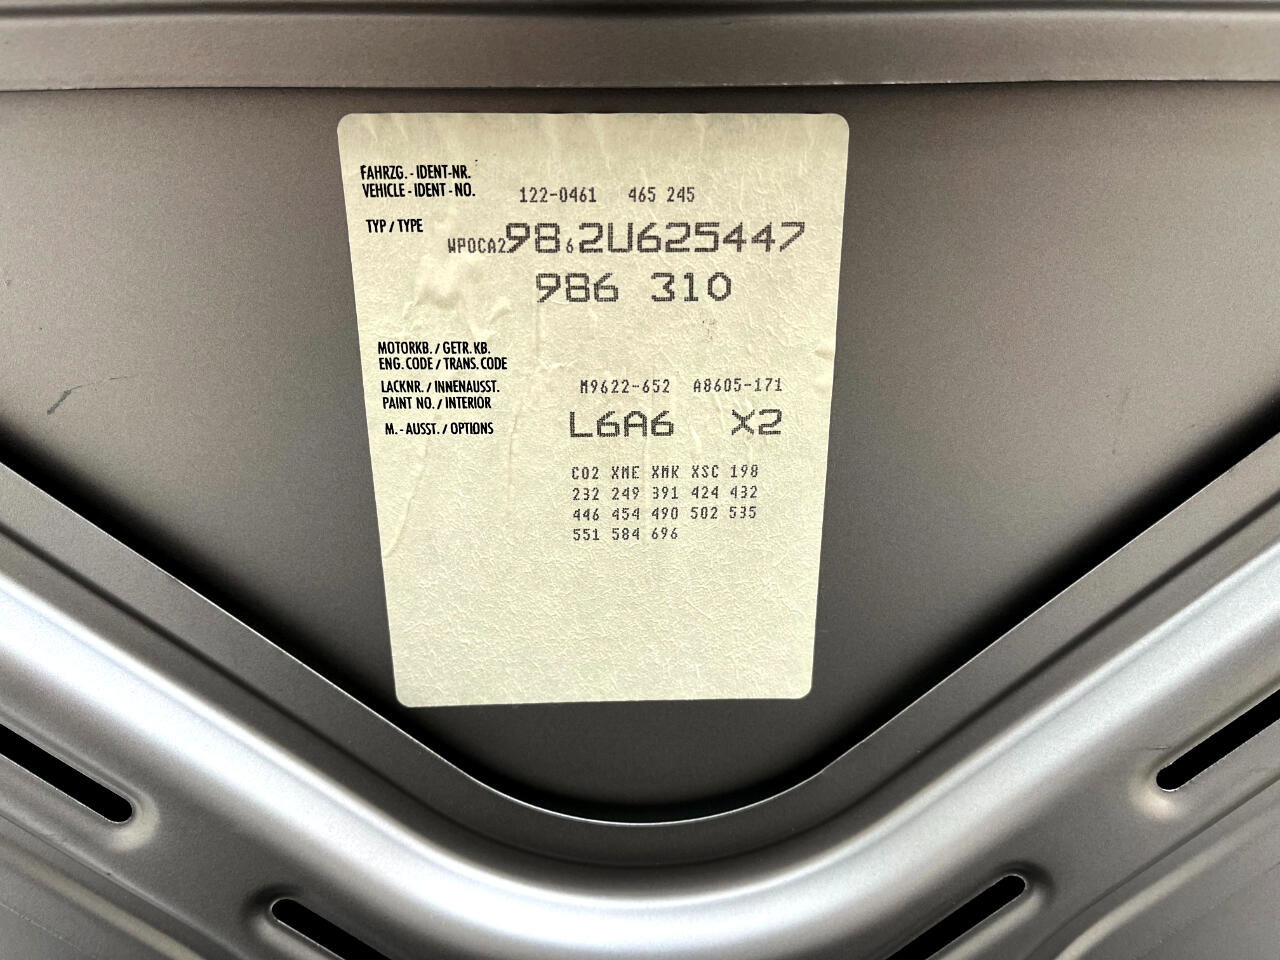 FAHRZG. - IDENT-NR.
VEHICLE - IDENT - NO.
122-0461 465 245
TYP / TYPE
WP0CA29862U625447
986 310
MOTORKB. / GETR. KB.
ENG. CODE / TRANS. CODE
M9622-652 A8605-171
LACKNR. / INNENAUSST.
PAINT NO. / INTERIOR
L6A6 X2
M. - AUSST. / OPTIONS
C02 XME XMK XSC 198
232 249 391 424 432
446 454 490 502 535
551 584 696